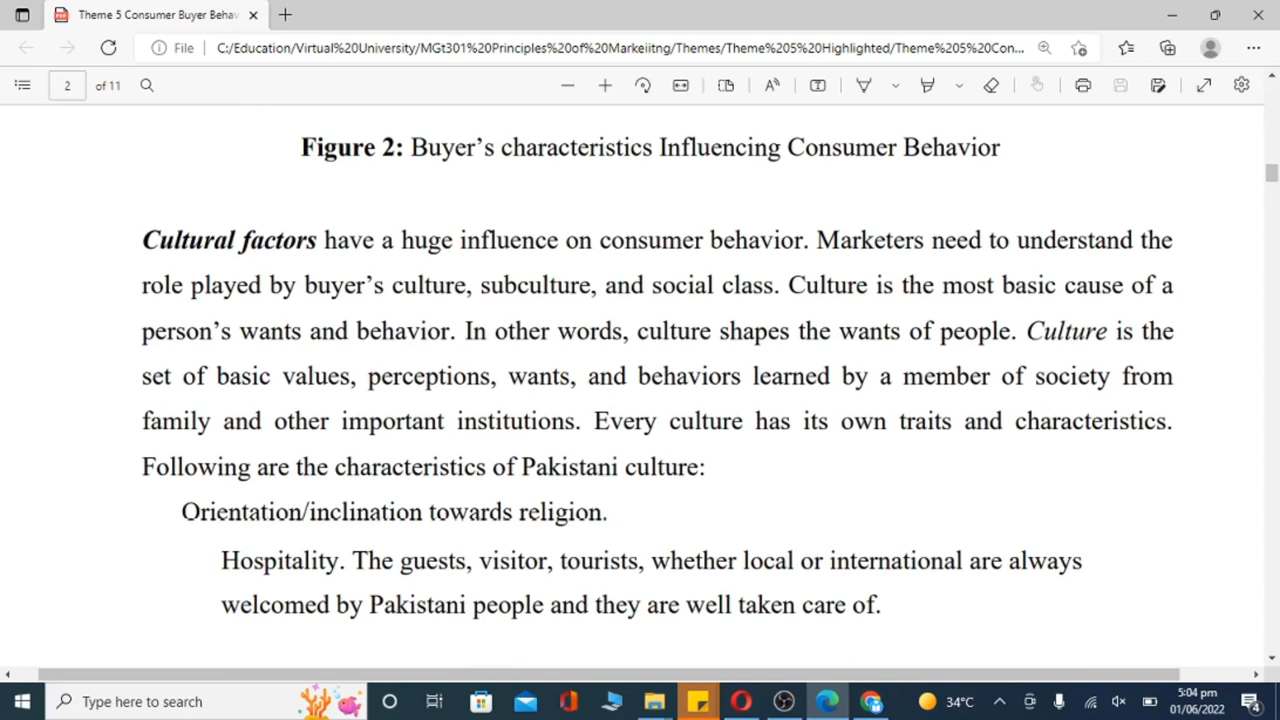 Theme 5 Consumer Buyer Beha
File
C:/Education/Virtual%20University/MGt301%20Principles%20of%20Markeiitng/Themes/Theme%205%20Highlighted/Theme%205%20Con...
2 of 11
Figure 2: Buyer’s characteristics Influencing Consumer Behavior
Cultural factors have a huge influence on consumer behavior. Marketers need to understand the
role played by buyer’s culture, subculture, and social class. Culture is the most basic cause of a
person’s wants and behavior. In other words, culture shapes the wants of people. Culture is the
set of basic values, perceptions, wants, and behaviors learned by a member of society from
family and other important institutions. Every culture has its own traits and characteristics.
Following are the characteristics of Pakistani culture:
Orientation/inclination towards religion.
Hospitality. The guests, visitor, tourists, whether local or international are always
welcomed by Pakistani people and they are well taken care of.
Type here to search
34°C
5:04 pm
01/06/2022
4